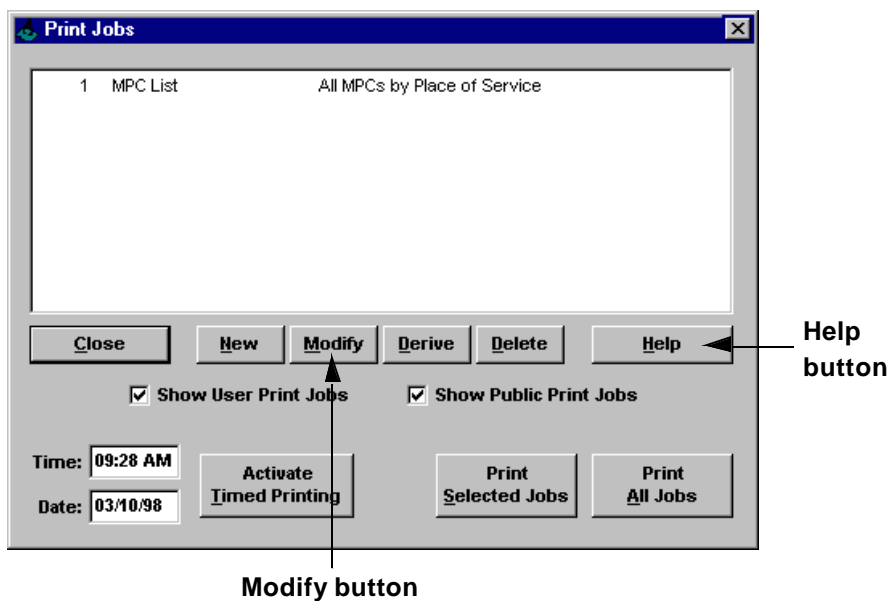 Print Jobs
1 MPC List All MPCs by Place of Service
Close New Modify Derive Delete Help
Help
button
Show User Print Jobs Show Public Print Jobs
Time: 09:28 AM
Date: 03/10/98
Activate
Timed Printing
Print
Selected Jobs
Print
All Jobs
Modify button